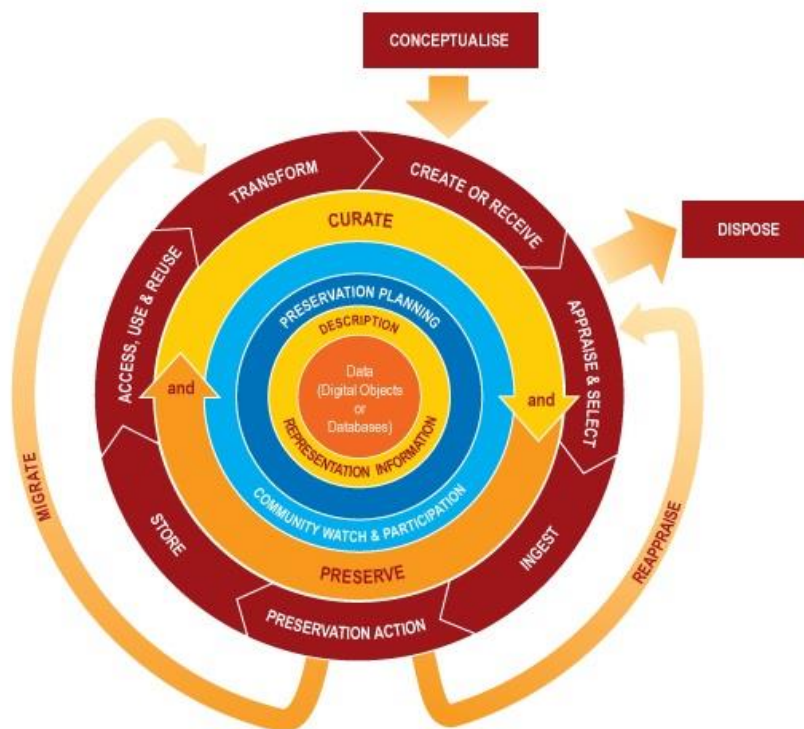 CONCEPTUALISE
DISPOSE
TRANSFORM
CREATE OR RECEIVE
APPRAISE & SELECT
INGEST
PRESERVATION ACTION
STORE
ACCESS, USE & REUSE
MIGRATE
REAPPRAISE
CURATE
and
PRESERVE
and
COMMUNITY WATCH & PARTICIPATION
PRESERVATION PLANNING
DESCRIPTION
REPRESENTATION INFORMATION
Data
(Digital Objects
or
Databases)